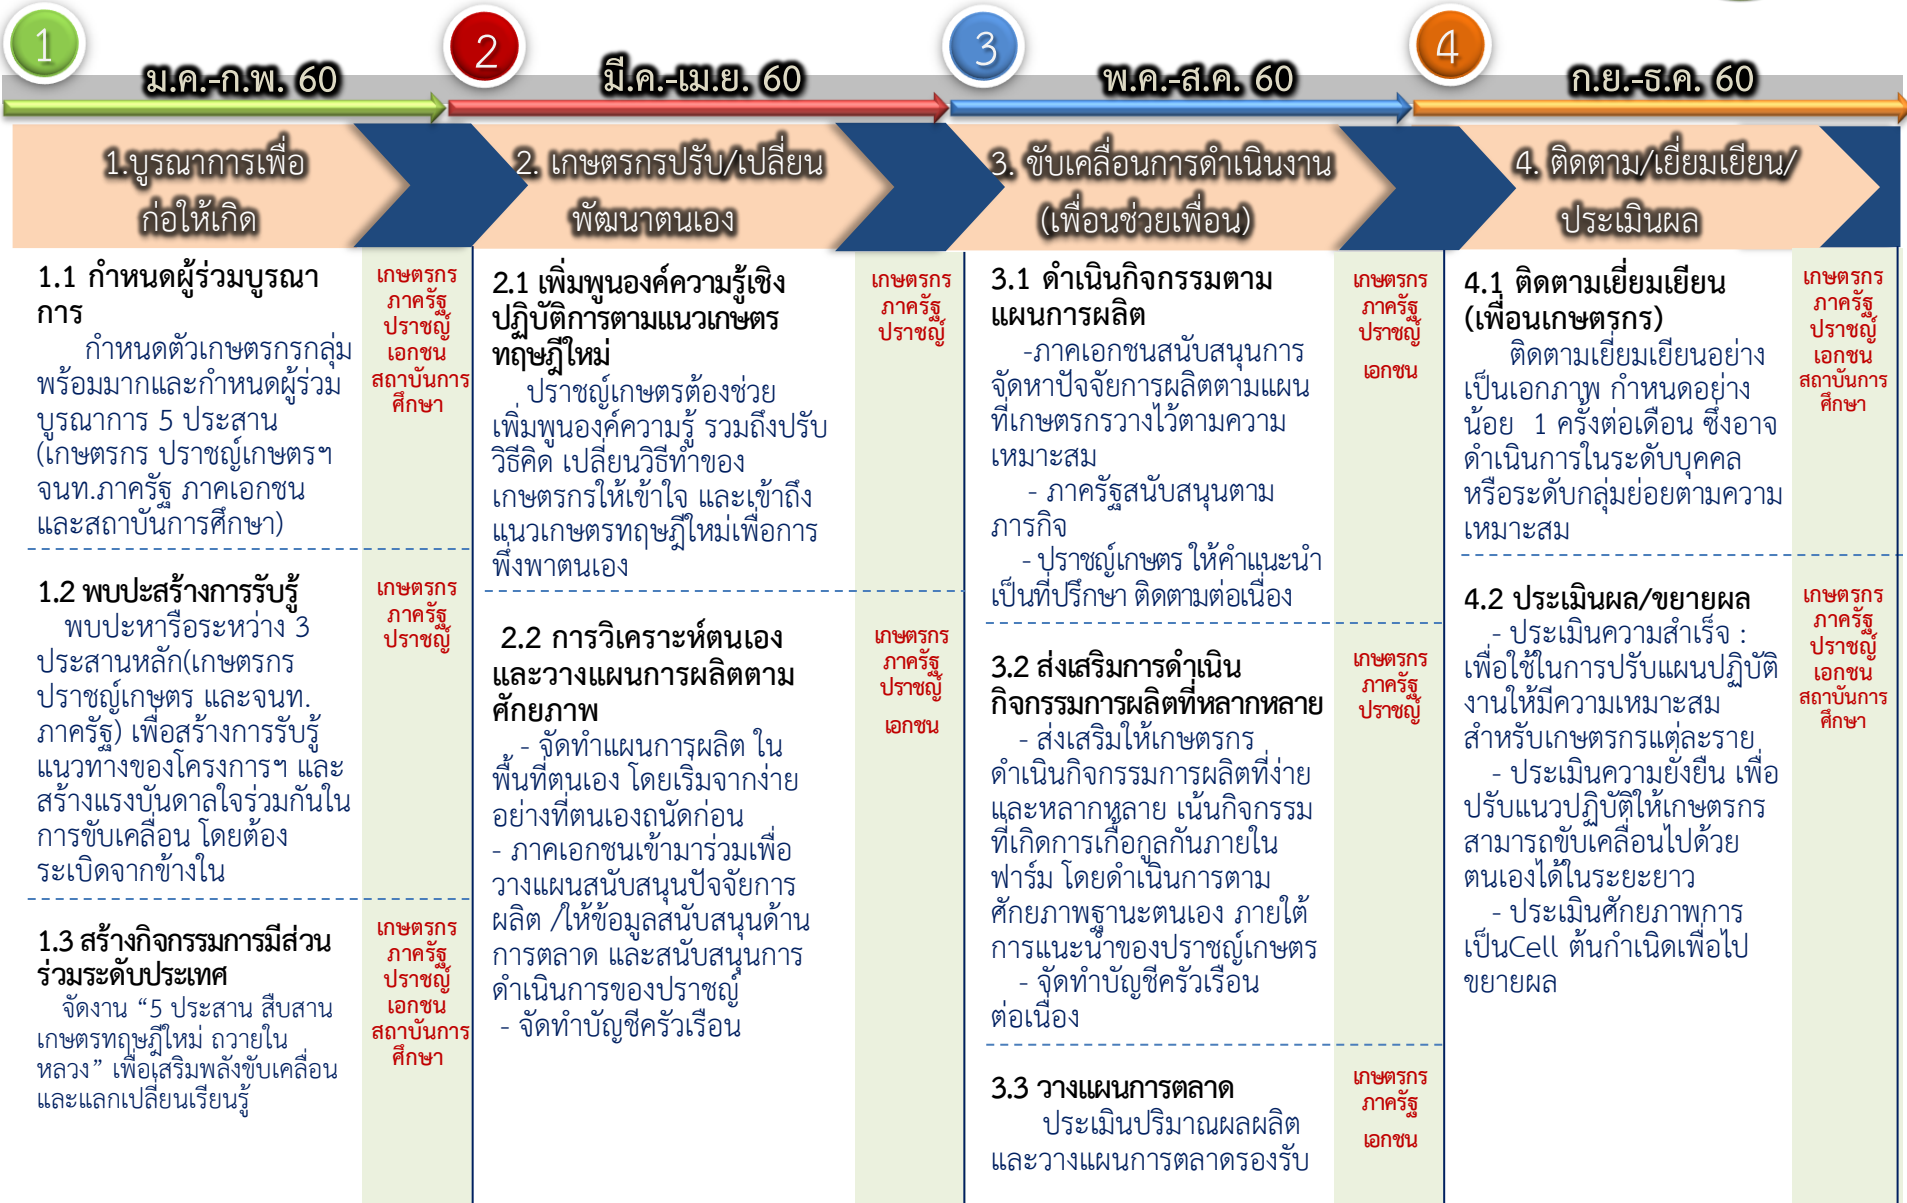 1
ม.ค.-ก.พ. 60
2
มี.ค.-เม.ย. 60
3
พ.ค.-ส.ค. 60
4
ก.ย.-ธ.ค. 60
1.บูรณาการเพื่อ
ก่อให้เกิด
2. เกษตรกรปรับ/เปลี่ยน
พัฒนาตนเอง
3. ขับเคลื่อนการดำเนินงาน
(เพื่อนช่วยเพื่อน)
4. ติดตาม/เยี่ยมเยียน/
ประเมินผล
1.1 กำหนดผู้ร่วมบูรณา
การ
กำหนดตัวเกษตรกรกลุ่ม
พร้อมมากและกำหนดผู้ร่วม
บูรณาการ 5 ประสาน
(เกษตรกร ปราชญ์เกษตรฯ
จนท.ภาครัฐ ภาคเอกชน
และสถาบันการศึกษา)
เกษตรกร
ภาครัฐ
ปราชญ์
เอกชน
สถาบันการ
ศึกษา
1.2 พบปะสร้างการรับรู้
พบปะหารือระหว่าง 3
ประสานหลัก(เกษตรกร
ปราชญ์เกษตร และจนท.
ภาครัฐ) เพื่อสร้างการรับรู้
แนวทางของโครงการฯ และ
สร้างแรงบันดาลใจร่วมกันใน
การขับเคลื่อน โดยต้อง
ระเบิดจากข้างใน
เกษตรกร
ภาครัฐ
ปราชญ์
1.3 สร้างกิจกรรมการมีส่วน
ร่วมระดับประเทศ
จัดงาน “5 ประสาน สืบสาน
เกษตรทฤษฎีใหม่ ถวายใน
หลวง” เพื่อเสริมพลังขับเคลื่อน
และแลกเปลี่ยนเรียนรู้
เกษตรกร
ภาครัฐ
ปราชญ์
เอกชน
สถาบันการ
ศึกษา
2.1 เพิ่มพูนองค์ความรู้เชิง
ปฏิบัติการตามแนวเกษตร
ทฤษฎีใหม่
ปราชญ์เกษตรต้องช่วย
เพิ่มพูนองค์ความรู้ รวมถึงปรับ
วิธีคิด เปลี่ยนวิธีทำของ
เกษตรกรให้เข้าใจ และเข้าถึง
แนวเกษตรทฤษฎีใหม่เพื่อการ
พึ่งพาตนเอง
เกษตรกร
ภาครัฐ
ปราชญ์
2.2 การวิเคราะห์ตนเอง
และวางแผนการผลิตตาม
ศักยภาพ
- จัดทำแผนการผลิต ใน
พื้นที่ตนเอง โดยเริ่มจากง่าย
อย่างที่ตนเองถนัดก่อน
- ภาคเอกชนเข้ามาร่วมเพื่อ
วางแผนสนับสนุนปัจจัยการ
ผลิต /ให้ข้อมูลสนับสนุนด้าน
การตลาด และสนับสนุนการ
ดำเนินการของปราชญ์
- จัดทำบัญชีครัวเรือน
เกษตรกร
ภาครัฐ
ปราชญ์
เอกชน
3.1 ดำเนินกิจกรรมตาม
แผนการผลิต
-ภาคเอกชนสนับสนุนการ
จัดหาปัจจัยการผลิตตามแผน
ที่เกษตรกรวางไว้ตามความ
เหมาะสม
- ภาครัฐสนับสนุนตาม
ภารกิจ
- ปราชญ์เกษตร ให้คำแนะนำ
เป็นที่ปรึกษา ติดตามต่อเนื่อง
เกษตรกร
ภาครัฐ
ปราชญ์
เอกชน
3.2 ส่งเสริมการดำเนิน
กิจกรรมการผลิตที่หลากหลาย
- ส่งเสริมให้เกษตรกร
ดำเนินกิจกรรมการผลิตที่ง่าย
และหลากหลาย เน้นกิจกรรม
ที่เกิดการเกื้อกูลกันภายใน
ฟาร์ม โดยดำเนินการตาม
ศักยภาพฐานะตนเอง ภายใต้
การแนะนำของปราชญ์เกษตร
- จัดทำบัญชีครัวเรือน
ต่อเนื่อง
เกษตรกร
ภาครัฐ
ปราชญ์
3.3 วางแผนการตลาด
ประเมินปริมาณผลผลิต
และวางแผนการตลาดรองรับ
เกษตรกร
ภาครัฐ
เอกชน
4.1 ติดตามเยี่ยมเยียน
(เพื่อนเกษตรกร)
ติดตามเยี่ยมเยียนอย่าง
เป็นเอกภาพ กำหนดอย่าง
น้อย 1 ครั้งต่อเดือน ซึ่งอาจ
ดำเนินการในระดับบุคคล
หรือระดับกลุ่มย่อยตามความ
เหมาะสม
เกษตรกร
ภาครัฐ
ปราชญ์
เอกชน
สถาบันการ
ศึกษา
4.2 ประเมินผล/ขยายผล
- ประเมินความสำเร็จ :
เพื่อใช้ในการปรับแผนปฏิบัติ
งานให้มีความเหมาะสม
สำหรับเกษตรกรแต่ละราย
- ประเมินความยั่งยืน เพื่อ
ปรับแนวปฏิบัติให้เกษตรกร
สามารถขับเคลื่อนไปด้วย
ตนเองได้ในระยะยาว
- ประเมินศักยภาพการ
เป็นCell ต้นกำเนิดเพื่อไป
ขยายผล
เกษตรกร
ภาครัฐ
ปราชญ์
เอกชน
สถาบันการ
ศึกษา